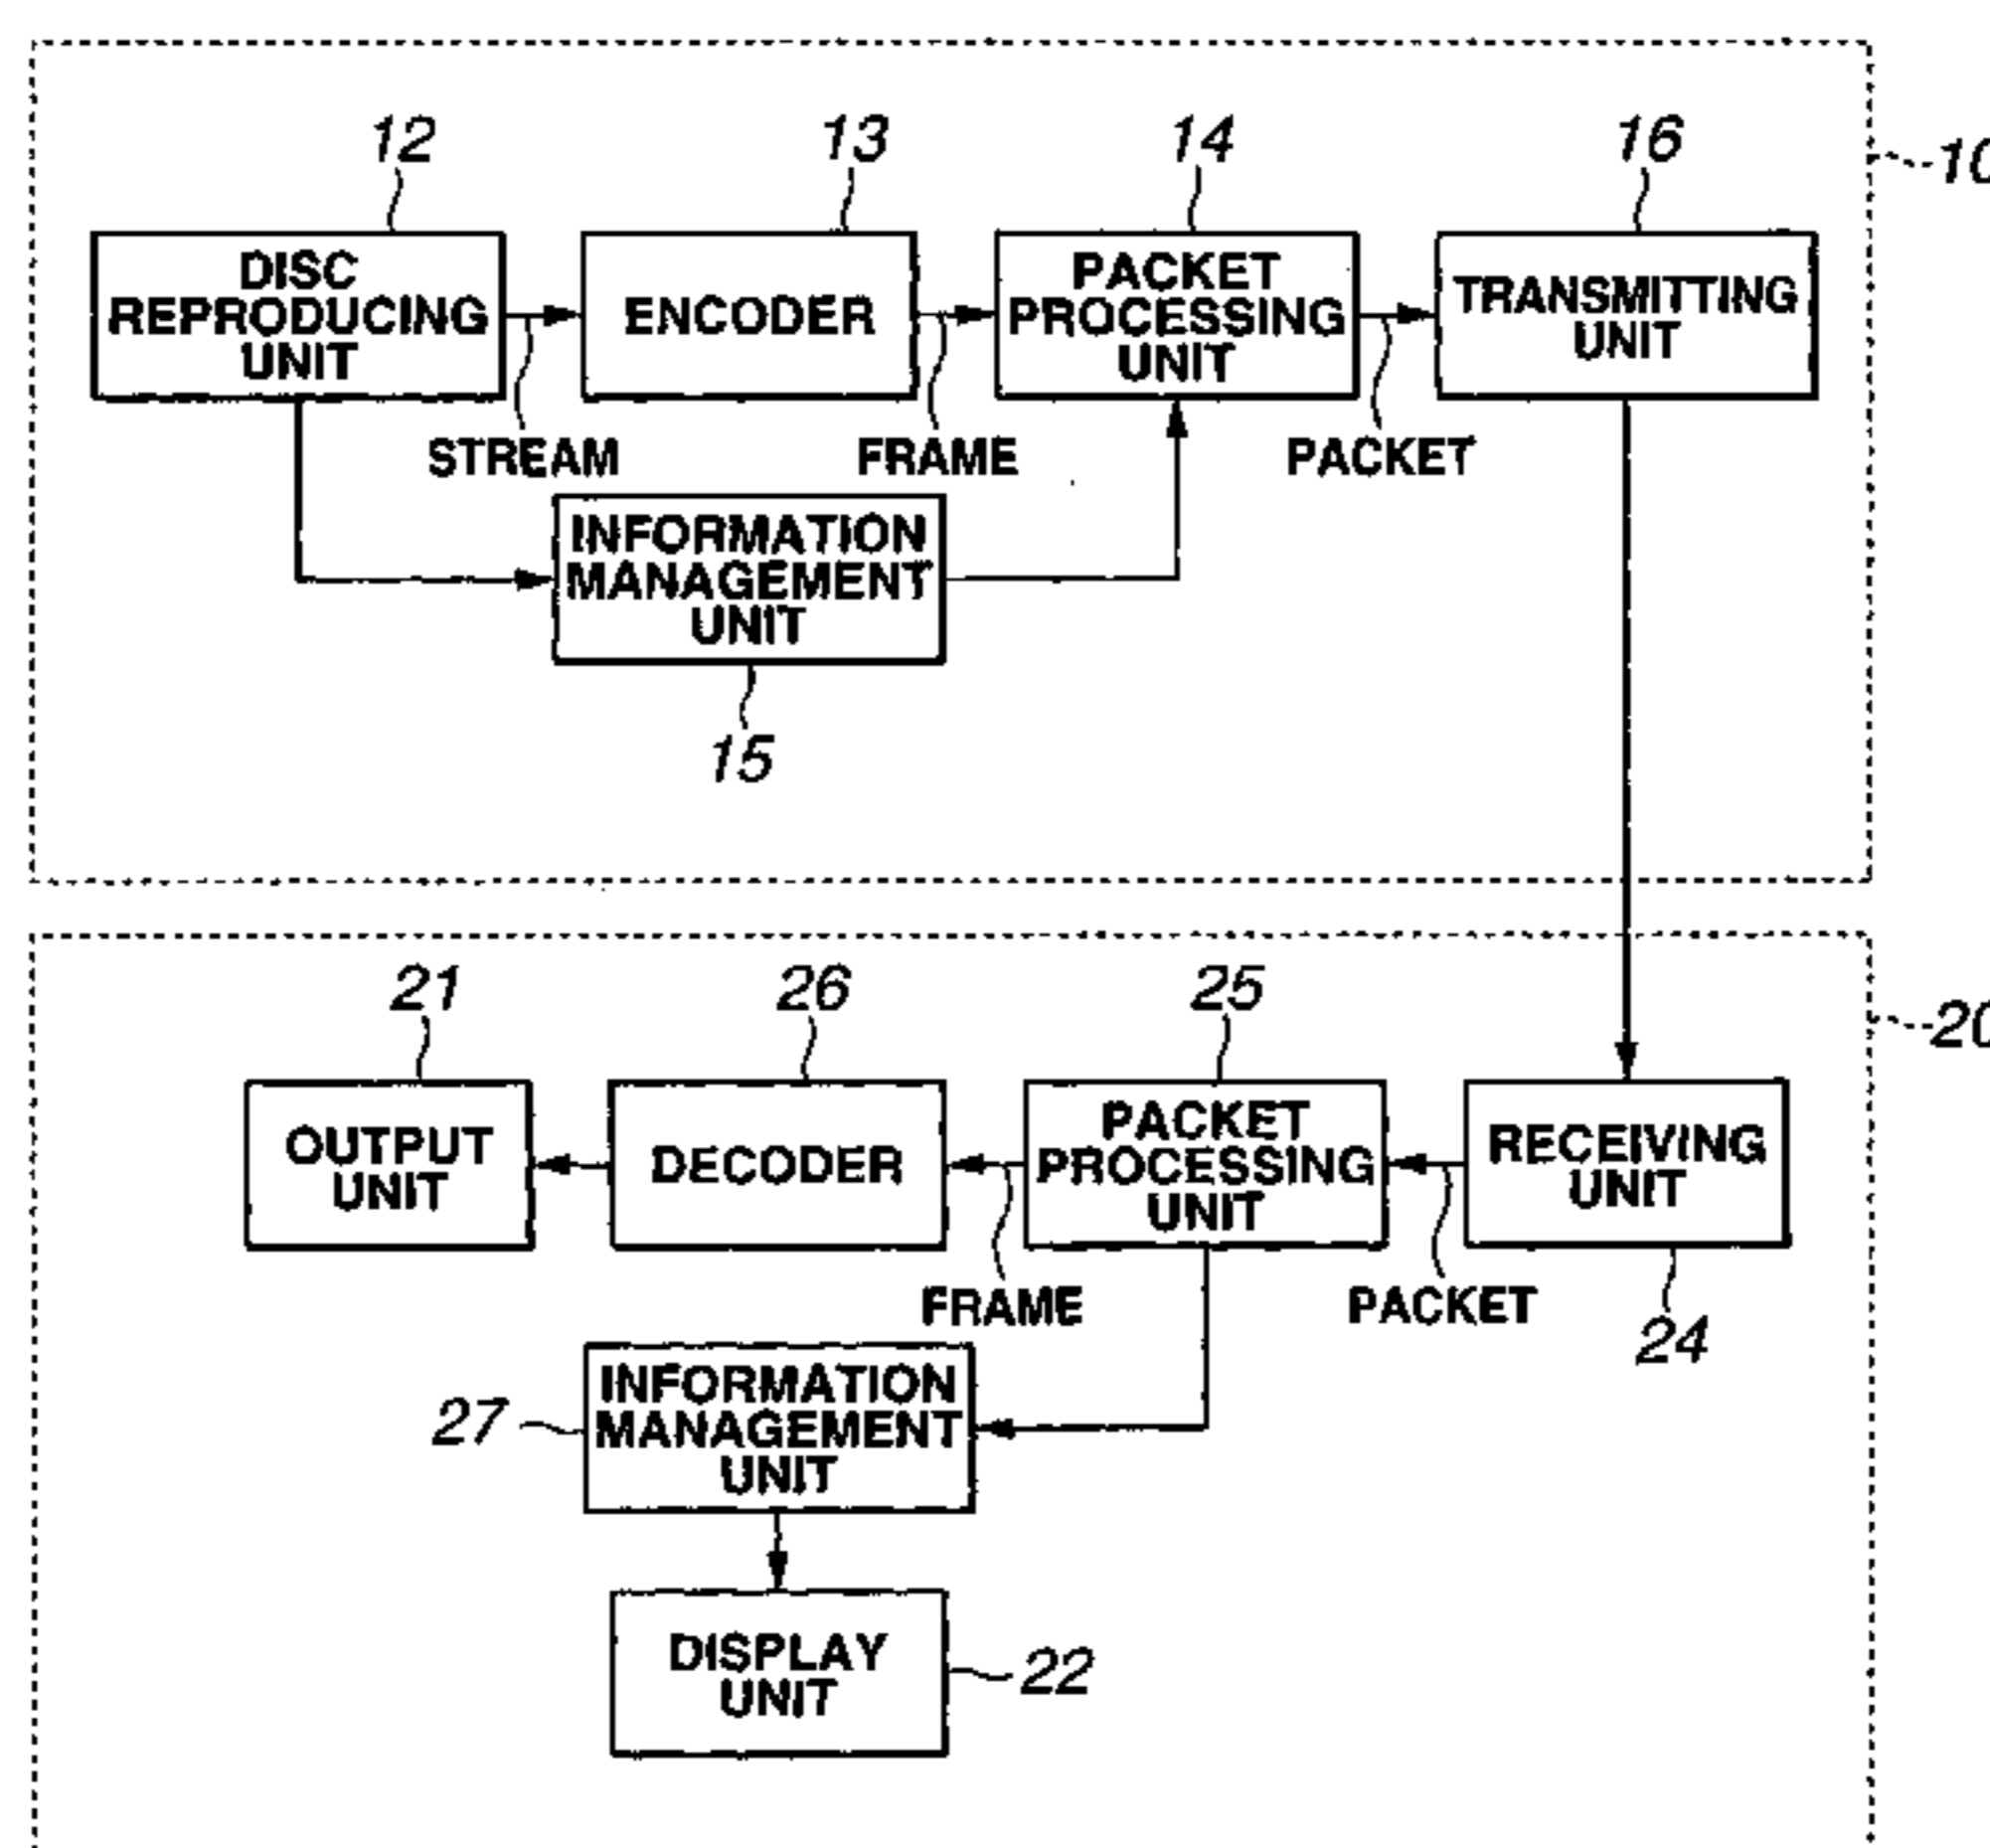 12
13
14
16
10
DISC
REPRODUCING
UNIT
ENCODER
PACKET
PROCESSING
UNIT
TRANSMITTING
UNIT
STREAM
FRAME
PACKET
INFORMATION
MANAGEMENT
UNIT
15
21
26
25
20
OUTPUT
UNIT
DECODER
PACKET
PROCESSING
UNIT
RECEIVING
UNIT
FRAME
PACKET
24
27
INFORMATION
MANAGEMENT
UNIT
DISPLAY
UNIT
22